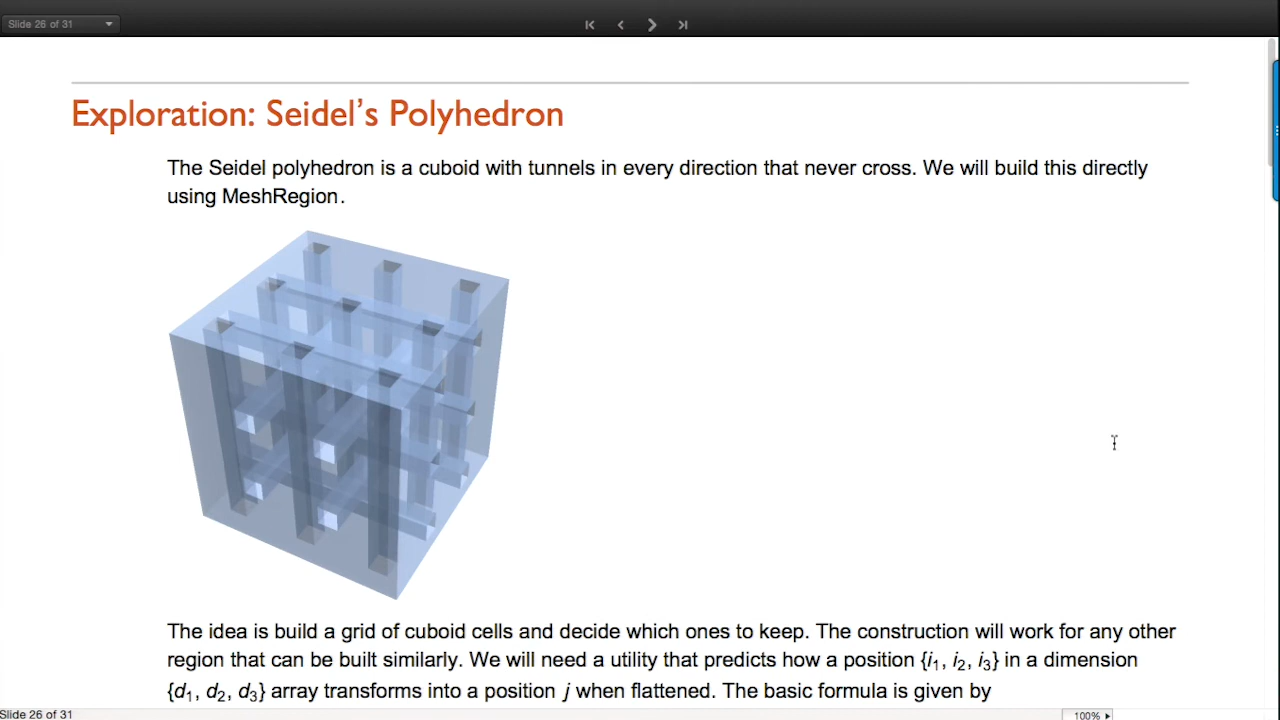 Slide 26 of 31
Exploration: Seidel's Polyhedron
The Seidel polyhedron is a cuboid with tunnels in every direction that never cross. We will build this directly
using MeshRegion.
The idea is build a grid of cuboid cells and decide which ones to keep. The construction will work for any other
region that can be built similarly. We will need a utility that predicts how a position {i₁, i₂, i₃} in a dimension
{d₁, d₂, d₃} array transforms into a position j when flattened. The basic formula is given by
Slide 26 of 31
100%